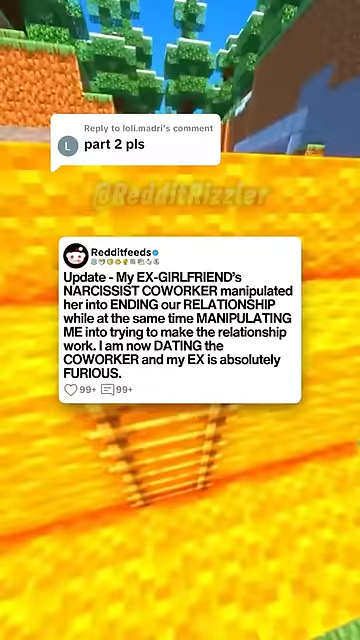 Reply to loli.madri's comment
L
part 2 pls
@RedditRizzler
Redditfeeds
Update - My EX-GIRLFRIEND's
NARCISSIST COWORKER manipulated
her into ENDING our RELATIONSHIP
while at the same time MANIPULATING
ME into trying to make the relationship
work. I am now DATING the
COWORKER and my EX is absolutely
FURIOUS.
99+ 99+